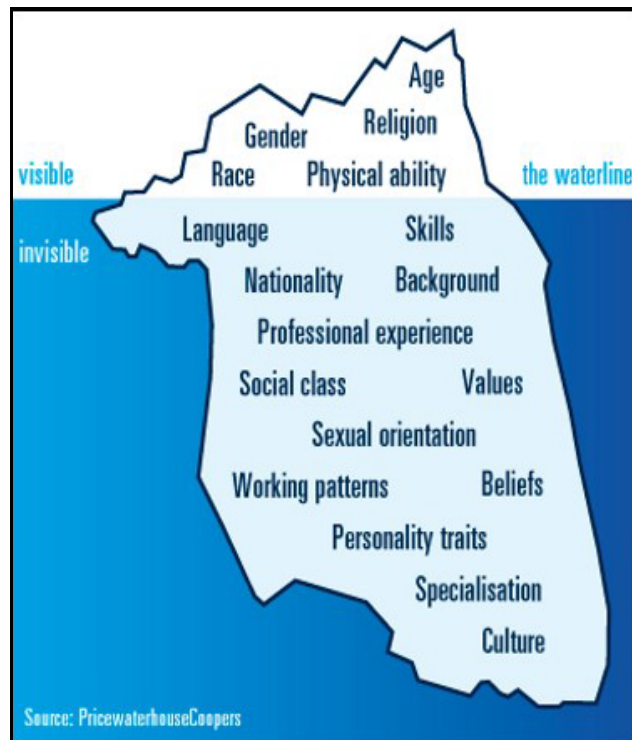 Age
Religion
Gender
Race Physical ability
visible the waterline
Language Skills
invisible
Nationality Background
Professional experience
Social class Values
Sexual orientation
Working patterns Beliefs
Personality traits
Specialisation
Culture
Source: PricewaterhouseCoopers